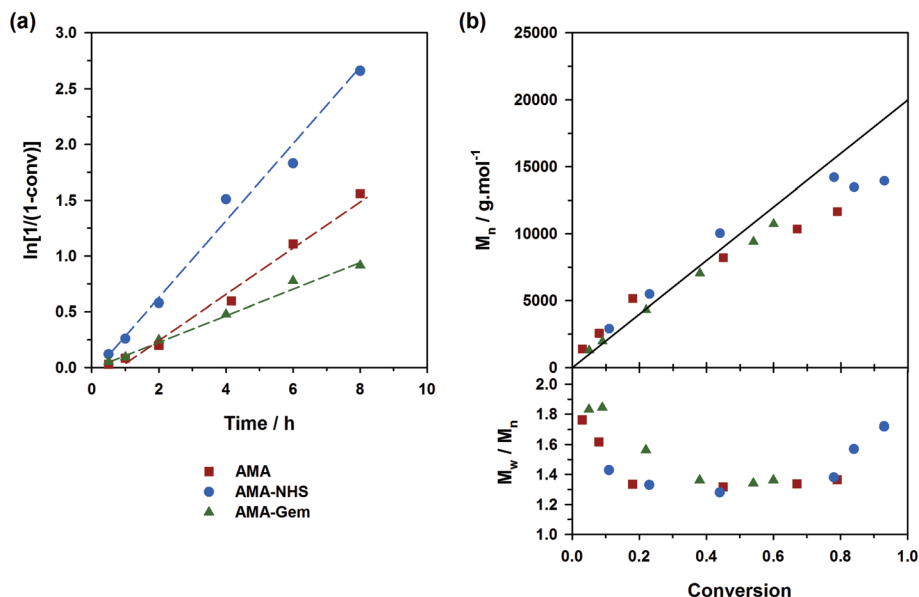 (a)
3.0
2.5
2.0
1.5
1.0
0.5
0.0
ln[1/(1-conv)]
0 2 4 6 8 10
Time / h
AMA
AMA-NHS
AMA-Gem
(b)
25000
20000
15000
10000
5000
0
Mn / g.mol⁻¹
2.0
1.8
1.6
1.4
1.2
1.0
Mw / Mn
0.0 0.2 0.4 0.6 0.8 1.0
Conversion